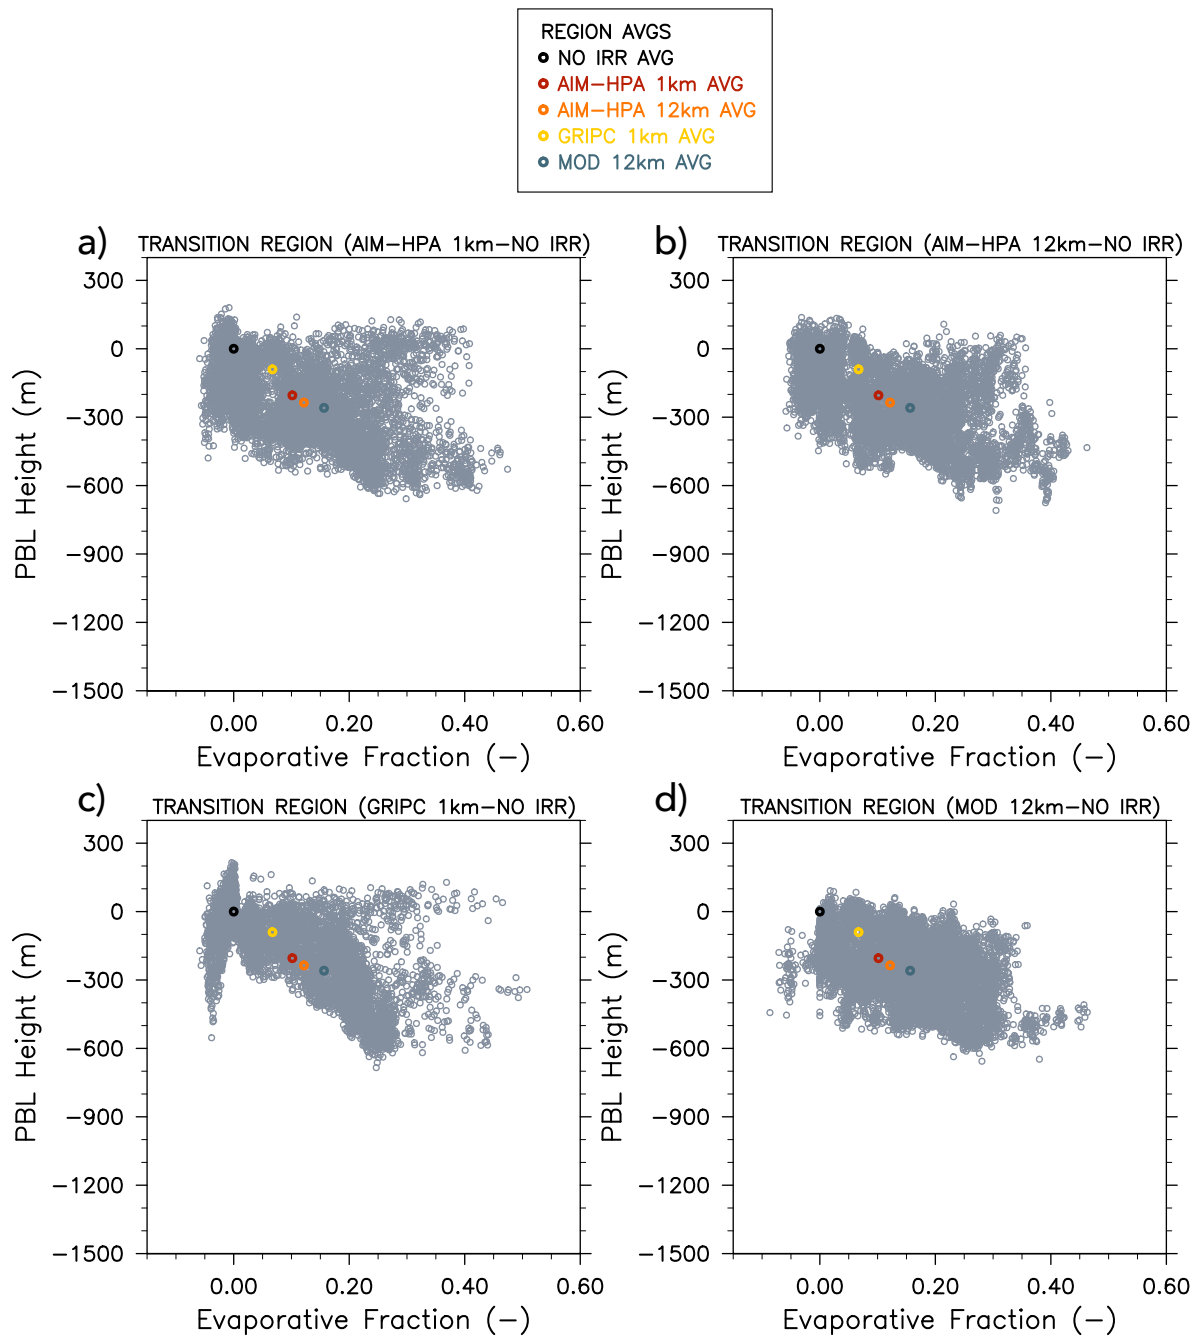 REGION AVGS
NO IRR AVG
AIM-HPA 1km AVG
AIM-HPA 12km AVG
GRIPC 1km AVG
MOD 12km AVG
a) TRANSITION REGION (AIM-HPA 1km-NO IRR)
300
0
-300
-600
-900
-1200
-1500
PBL Height (m)
0.00 0.20 0.40 0.60
Evaporative Fraction (-)
b) TRANSITION REGION (AIM-HPA 12km-NO IRR)
300
0
-300
-600
-900
-1200
-1500
PBL Height (m)
0.00 0.20 0.40 0.60
Evaporative Fraction (-)
c) TRANSITION REGION (GRIPC 1km-NO IRR)
300
0
-300
-600
-900
-1200
-1500
PBL Height (m)
0.00 0.20 0.40 0.60
Evaporative Fraction (-)
d) TRANSITION REGION (MOD 12km-NO IRR)
300
0
-300
-600
-900
-1200
-1500
PBL Height (m)
0.00 0.20 0.40 0.60
Evaporative Fraction (-)